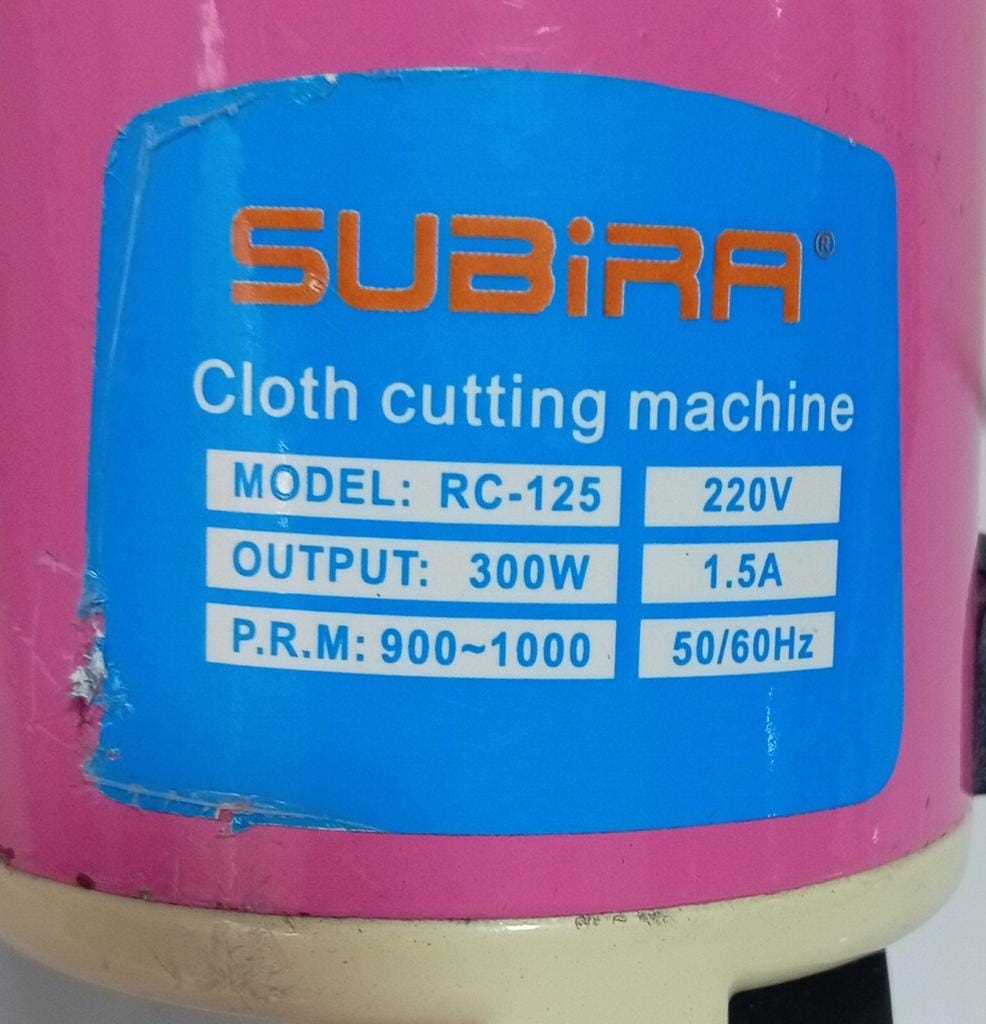 SUBiRA®
Cloth cutting machine
MODEL: RC-125 220V
OUTPUT: 300W 1.5A
P.R.M: 900~1000 50/60Hz